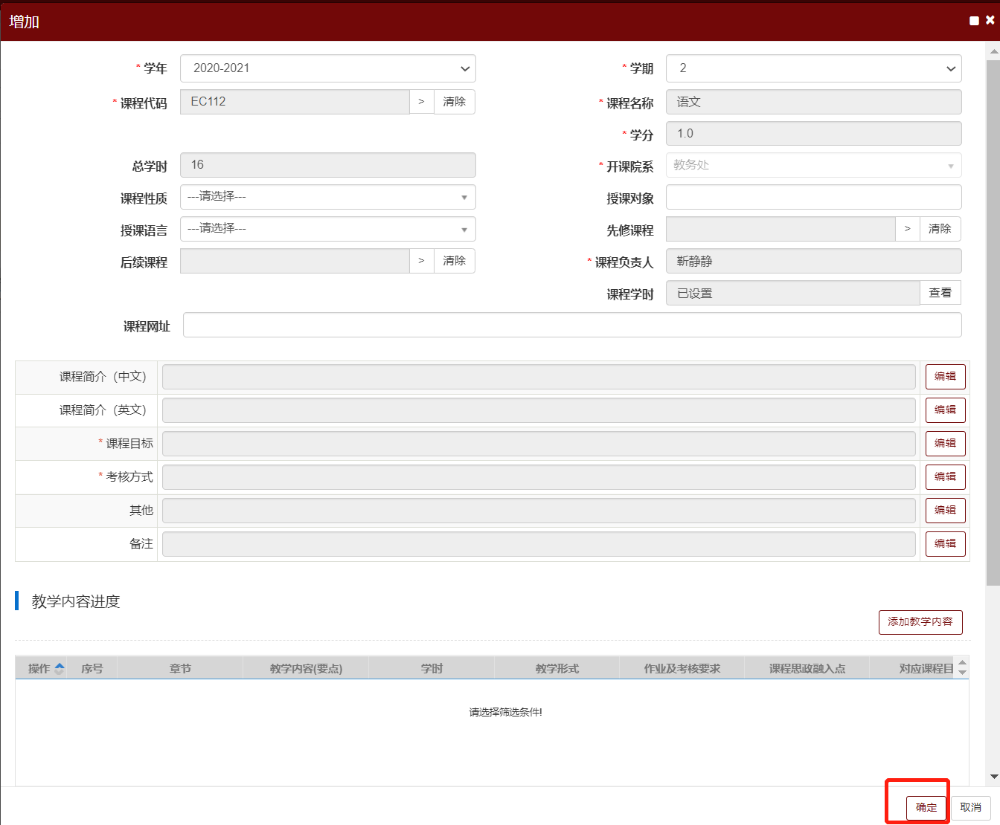 增加
* 学年 2020-2021 * 学期 2
* 课程代码 EC112 > 清除 * 课程名称 语文
* 学分 1.0
总学时 16 * 开课院系 教务处
课程性质 ---请选择--- 授课对象
授课语言 ---请选择--- 先修课程 > 清除
后续课程 > 清除 * 课程负责人 靳静静
课程学时 已设置 查看
课程网址
课程简介（中文） 编辑
课程简介（英文） 编辑
* 课程目标 编辑
* 考核方式 编辑
其他 编辑
备注 编辑
教学内容进度
添加教学内容
操作 序号 章节 教学内容(要点) 学时 教学形式 作业及考核要求 课程思政融入点 对应课程目
请选择筛选条件!
确定 取消